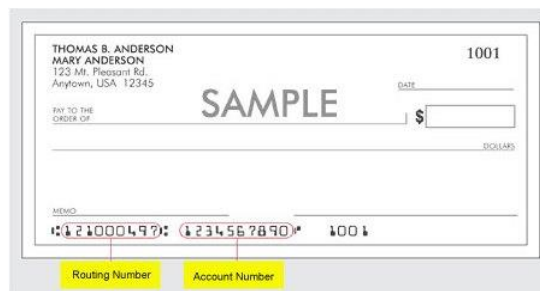 THOMAS B. ANDERSON
MARY ANDERSON
123 Mt. Pleasant Rd.
Anytown, USA 12345
1001
DATE
SAMPLE
PAY TO THE
ORDER OF
$
DOLLARS
MEMO
⑆121000497⑆ 1234567890⑈ 1001
Routing Number Account Number